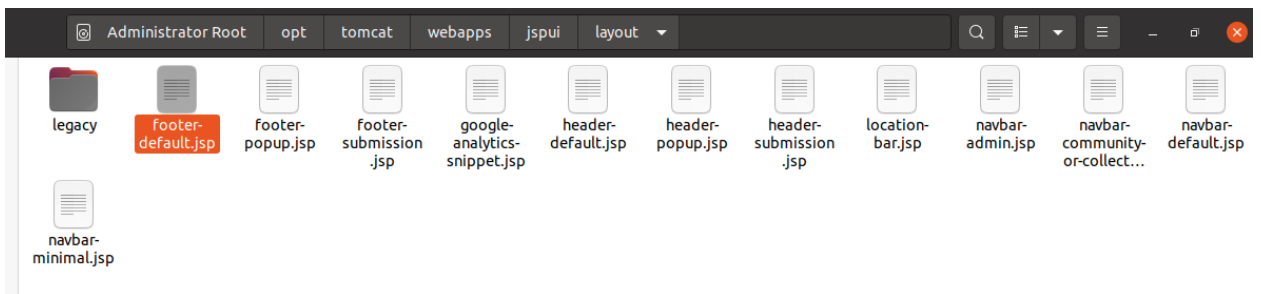 Administrator Root opt tomcat webapps jspui layout
legacy
footer-
default.jsp
footer-
popup.jsp
footer-
submission
.jsp
google-
analytics-
snippet.jsp
header-
default.jsp
header-
popup.jsp
header-
submission
.jsp
location-
bar.jsp
navbar-
admin.jsp
navbar-
community-
or-collect…
navbar-
default.jsp
navbar-
minimal.jsp